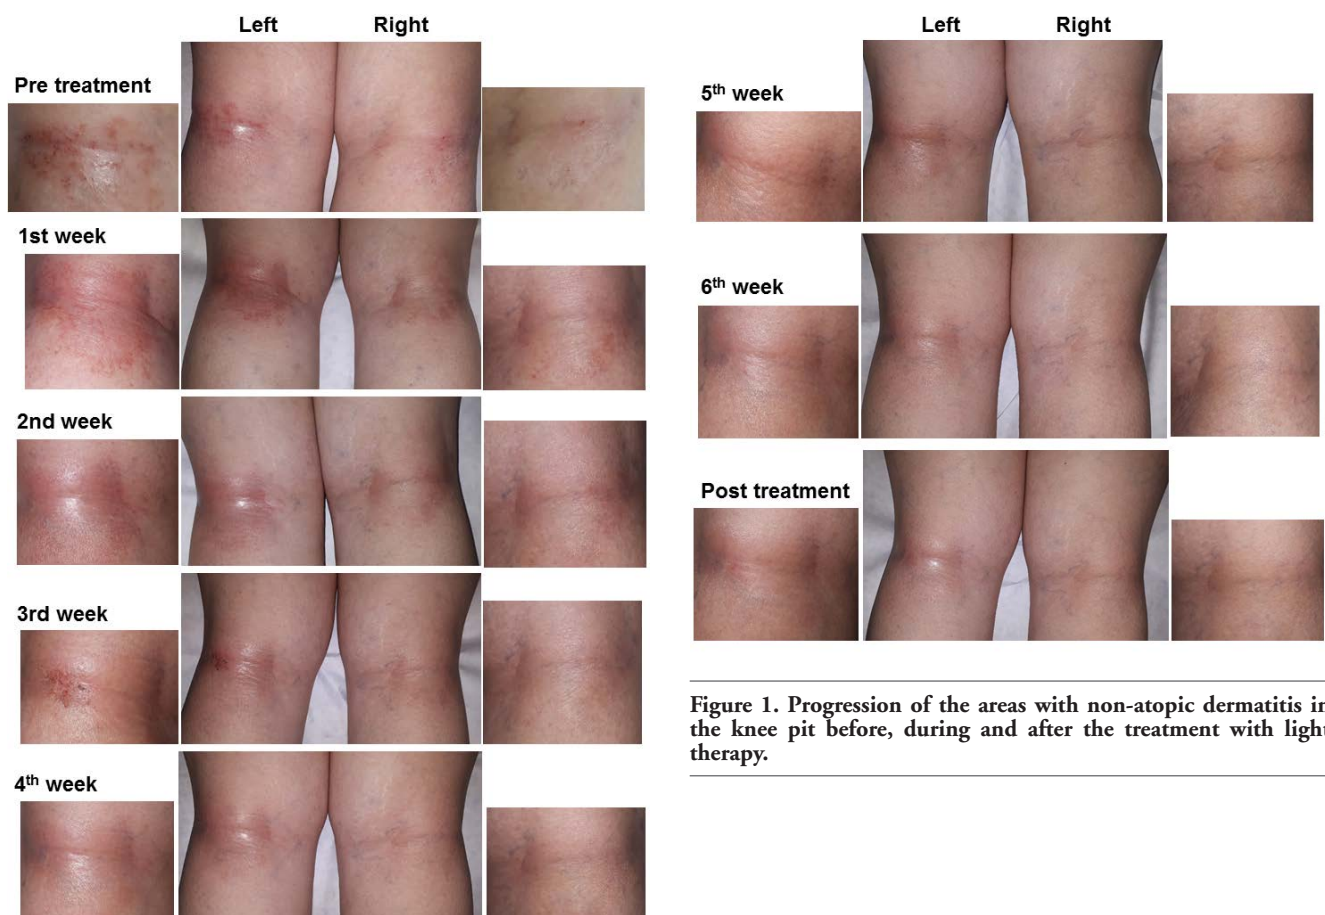 Left Right
Pre treatment
1st week
2nd week
3rd week
4th week
Left Right
5th week
6th week
Post treatment
Figure 1. Progression of the areas with non-atopic dermatitis in
the knee pit before, during and after the treatment with light
therapy.